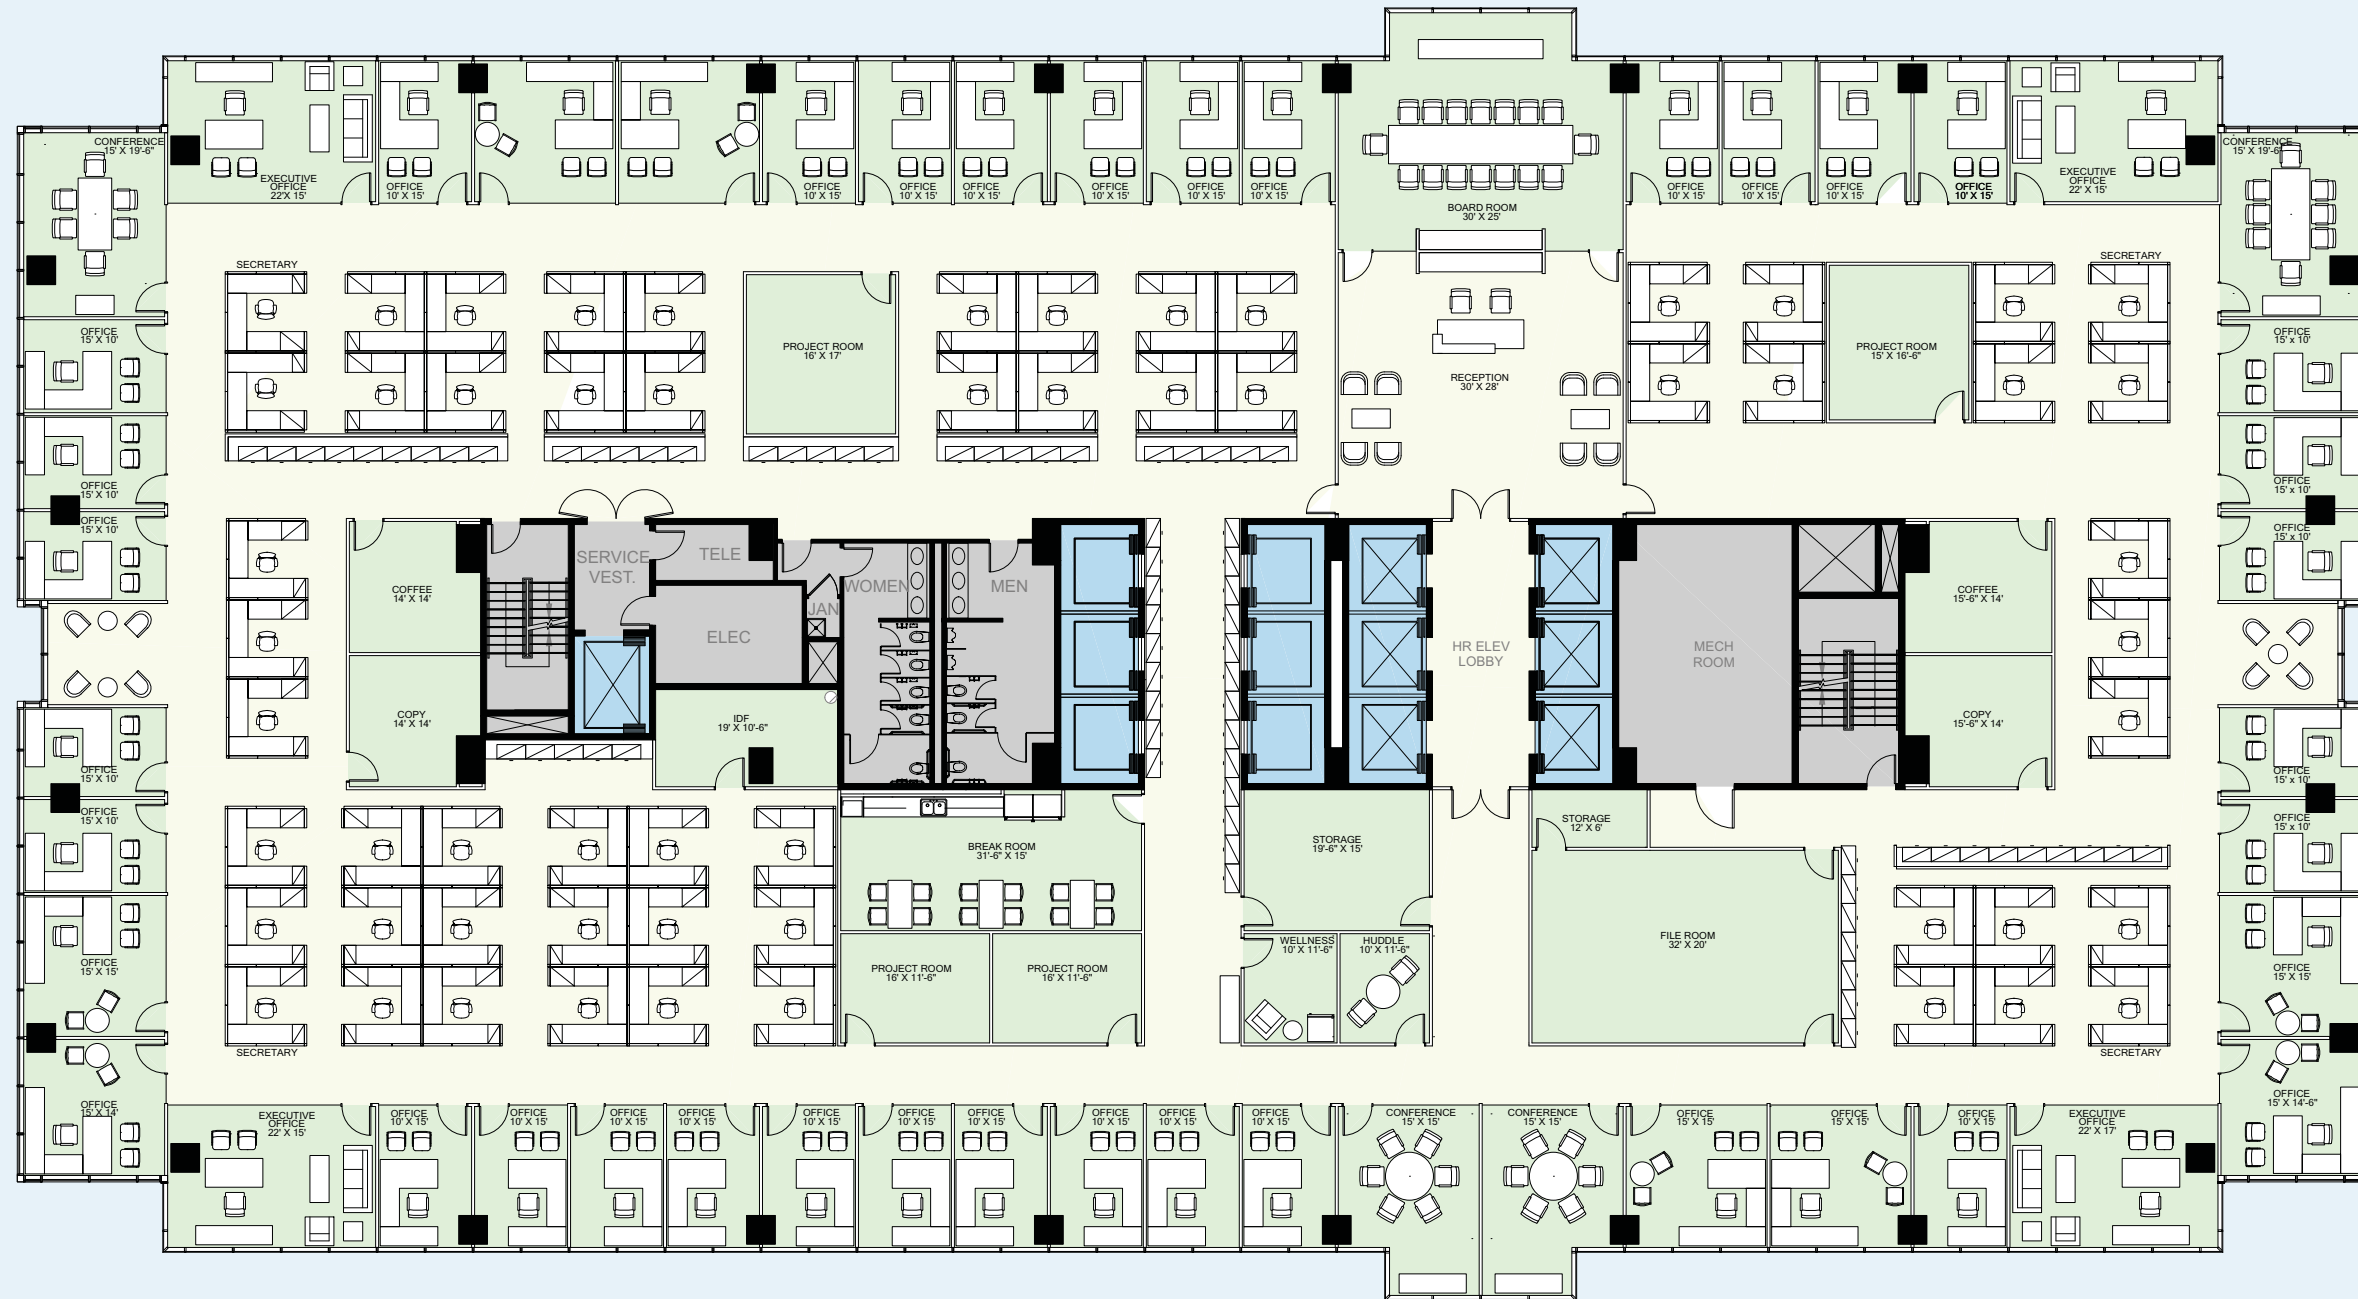 CONFERENCE
15' X 19'-6"
EXECUTIVE
OFFICE
22'X 15'
OFFICE
10' X 15'
OFFICE
10' X 15'
OFFICE
10' X 15'
OFFICE
10' X 15'
OFFICE
10' X 15'
OFFICE
10' X 15'
OFFICE
10' X 15'
BOARD ROOM
30' X 25'
OFFICE
10' X 15'
OFFICE
10' X 15'
OFFICE
10' X 15'
OFFICE
10' X 15'
EXECUTIVE
OFFICE
22' X 15'
CONFERENCE
15' X 19'-6"
SECRETARY
SECRETARY
OFFICE
15' X 10'
PROJECT ROOM
16' X 17'
RECEPTION
30' X 28'
PROJECT ROOM
15' X 16'-6"
OFFICE
15' x 10'
OFFICE
15' X 10'
OFFICE
15' x 10'
OFFICE
15' X 10'
OFFICE
15' x 10'
COFFEE
14' X 14'
SERVICE
VEST.
TELE
WOMEN
MEN
JAN
ELEC
HR ELEV
LOBBY
MECH
ROOM
COFFEE
15'-6" X 14'
COPY
14' X 14'
IDF
19' X 10'-6"
COPY
15'-6" X 14'
OFFICE
15' X 10'
OFFICE
15' x 10'
OFFICE
15' X 10'
OFFICE
15' x 10'
BREAK ROOM
31'-6" X 15'
STORAGE
19'-6" X 15'
STORAGE
12' X 6'
FILE ROOM
32' X 20'
WELLNESS
10' X 11'-6"
HUDDLE
10' X 11'-6"
OFFICE
15' X 15'
PROJECT ROOM
16' X 11'-6"
PROJECT ROOM
16' X 11'-6"
OFFICE
15' X 15'
SECRETARY
SECRETARY
OFFICE
15' X 14'
OFFICE
15' X 14'-6"
EXECUTIVE
OFFICE
22' X 15'
OFFICE
10' X 15'
OFFICE
10' X 15'
OFFICE
10' X 15'
OFFICE
10' X 15'
OFFICE
10' X 15'
OFFICE
10' X 15'
OFFICE
10' X 15'
OFFICE
10' X 15'
OFFICE
10' X 15'
OFFICE
10' X 15'
CONFERENCE
15' X 15'
CONFERENCE
15' X 15'
OFFICE
15' X 15'
OFFICE
15' X 15'
OFFICE
10' X 15'
EXECUTIVE
OFFICE
22' X 17'